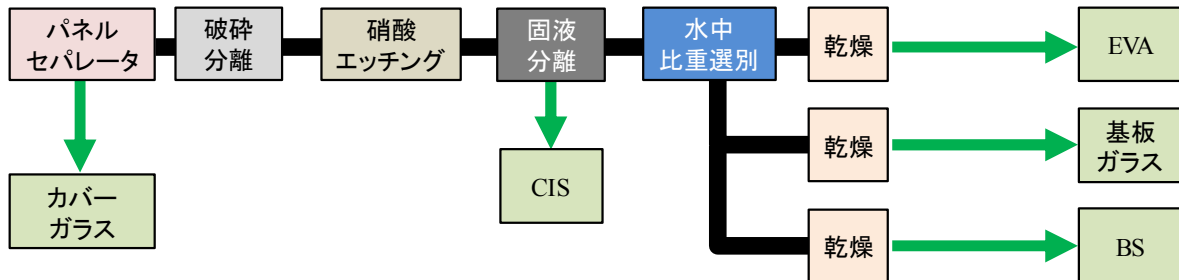 パネル
セパレータ
破砕
分離
硝酸
エッチング
固液
分離
水中
比重選別
乾燥
EVA
乾燥
基板
ガラス
カバー
ガラス
CIS
乾燥
BS